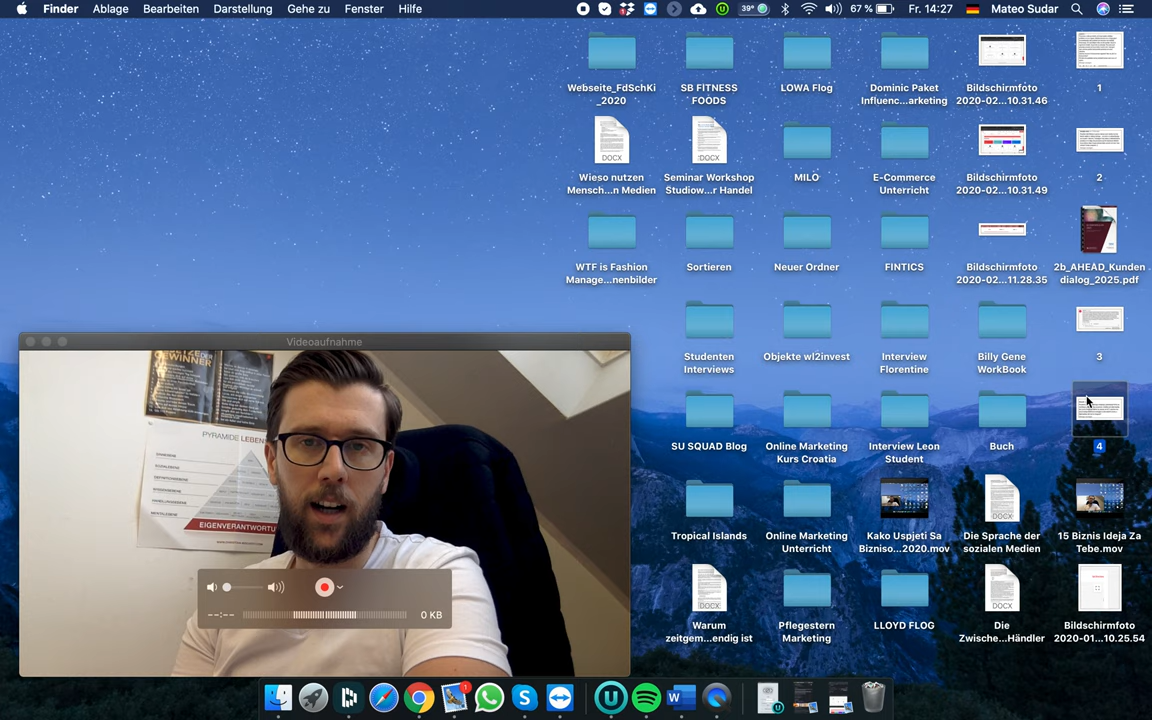 Finder Ablage Bearbeiten Darstellung Gehe zu Fenster Hilfe 39° 67 % Fr. 14:27 Mateo Sudar
Webseite_FdSchKi
_2020
SB FITNESS
FOODS
LOWA Flog
Dominic Paket
Influenc...arketing
Bildschirmfoto
2020-02...10.31.46
1
DOCX
Wieso nutzen
Mensch...n Medien
DOCX
Seminar Workshop
Studiow...r Handel
MILO
E-Commerce
Unterricht
Bildschirmfoto
2020-02...10.31.49
2
WTF is Fashion
Manage...nenbilder
Sortieren
Neuer Ordner
FINTICS
Bildschirmfoto
2020-02...11.28.35
2b_AHEAD_Kunden
dialog_2025.pdf
Videoaufnahme
Studenten
Interviews
Objekte wI2invest
Interview
Florentine
Billy Gene
WorkBook
3
SU SQUAD Blog
Online Marketing
Kurs Croatia
Interview Leon
Student
Buch
4
GEWINNER
PYRAMIDE LEBEN
EIGENVERANTWORTU
--:--
0 KB
Tropical Islands
Online Marketing
Unterricht
Kako Uspjeti Sa
Bizniso...2020.mov
DOCX
Die Sprache der
sozialen Medien
15 Biznis Ideja Za
Tebe.mov
DOCX
Warum
zeitgem...endig ist
Pflegestern
Marketing
LLOYD FLOG
DOCX
Die
Zwische...Händler
Bildschirmfoto
2020-01...10.25.54
1